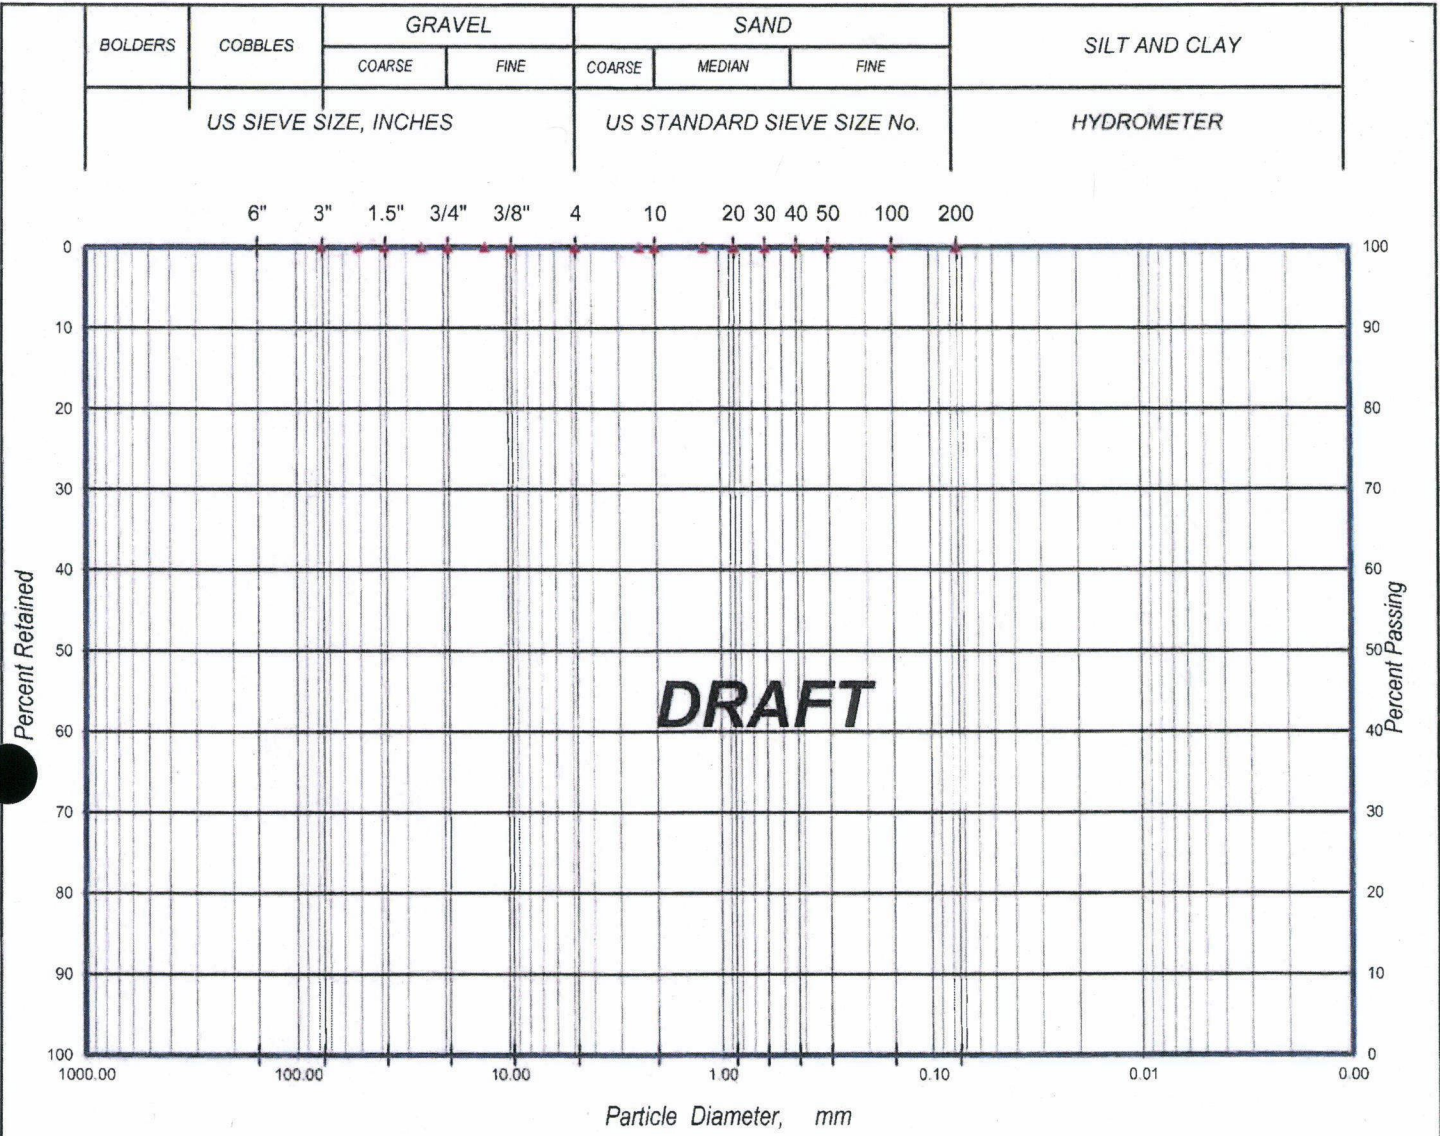 GRAVEL SAND
BOLDERS COBBLES SILT AND CLAY
COARSE FINE COARSE MEDIAN FINE
US SIEVE SIZE, INCHES US STANDARD SIEVE SIZE No. HYDROMETER
6" 3" 1.5" 3/4" 3/8" 4 10 20 30 40 50 100 200
0 100
10 90
20 80
30 70
40 60
Percent Retained
50 50
Percent Passing
DRAFT
60 40
70 30
80 20
90 10
100 0
1000.00 100.00 10.00 1.00 0.10 0.01 0.00
Particle Diameter, mm